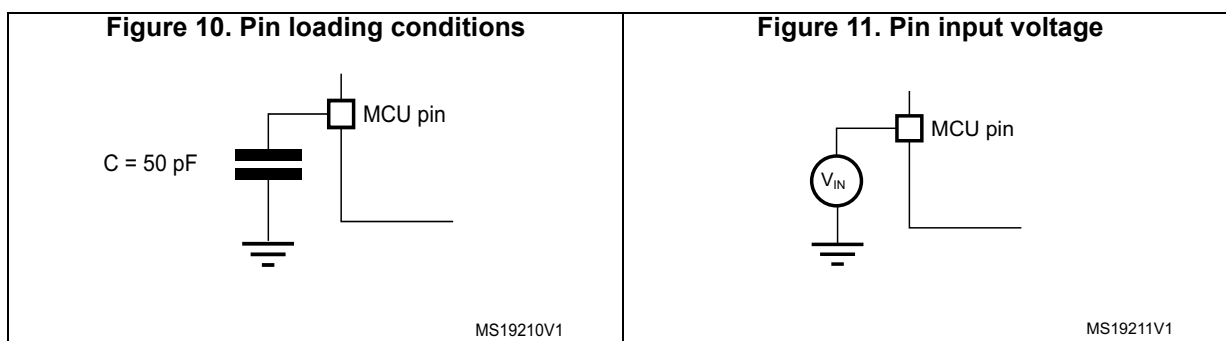 Figure 10. Pin loading conditions
MCU pin
C = 50 pF
MS19210V1
Figure 11. Pin input voltage
MCU pin
VIN
MS19211V1